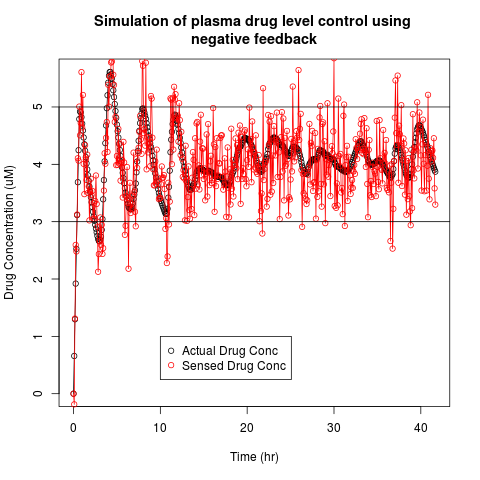 Simulation of plasma drug level control using
negative feedback
Drug Concentration (uM)
5
4
3
2
1
0
Actual Drug Conc
Sensed Drug Conc
0 10 20 30 40
Time (hr)